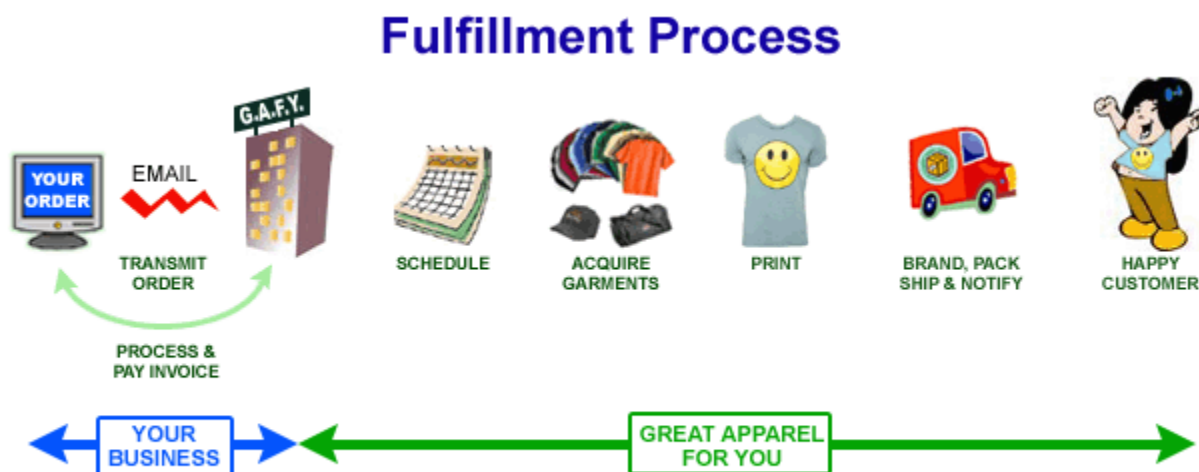 Fulfillment Process
G.A.F.Y.
YOUR
ORDER
EMAIL
TRANSMIT
ORDER
PROCESS &
PAY INVOICE
SCHEDULE
ACQUIRE
GARMENTS
PRINT
BRAND, PACK
SHIP & NOTIFY
HAPPY
CUSTOMER
YOUR
BUSINESS
GREAT APPAREL
FOR YOU